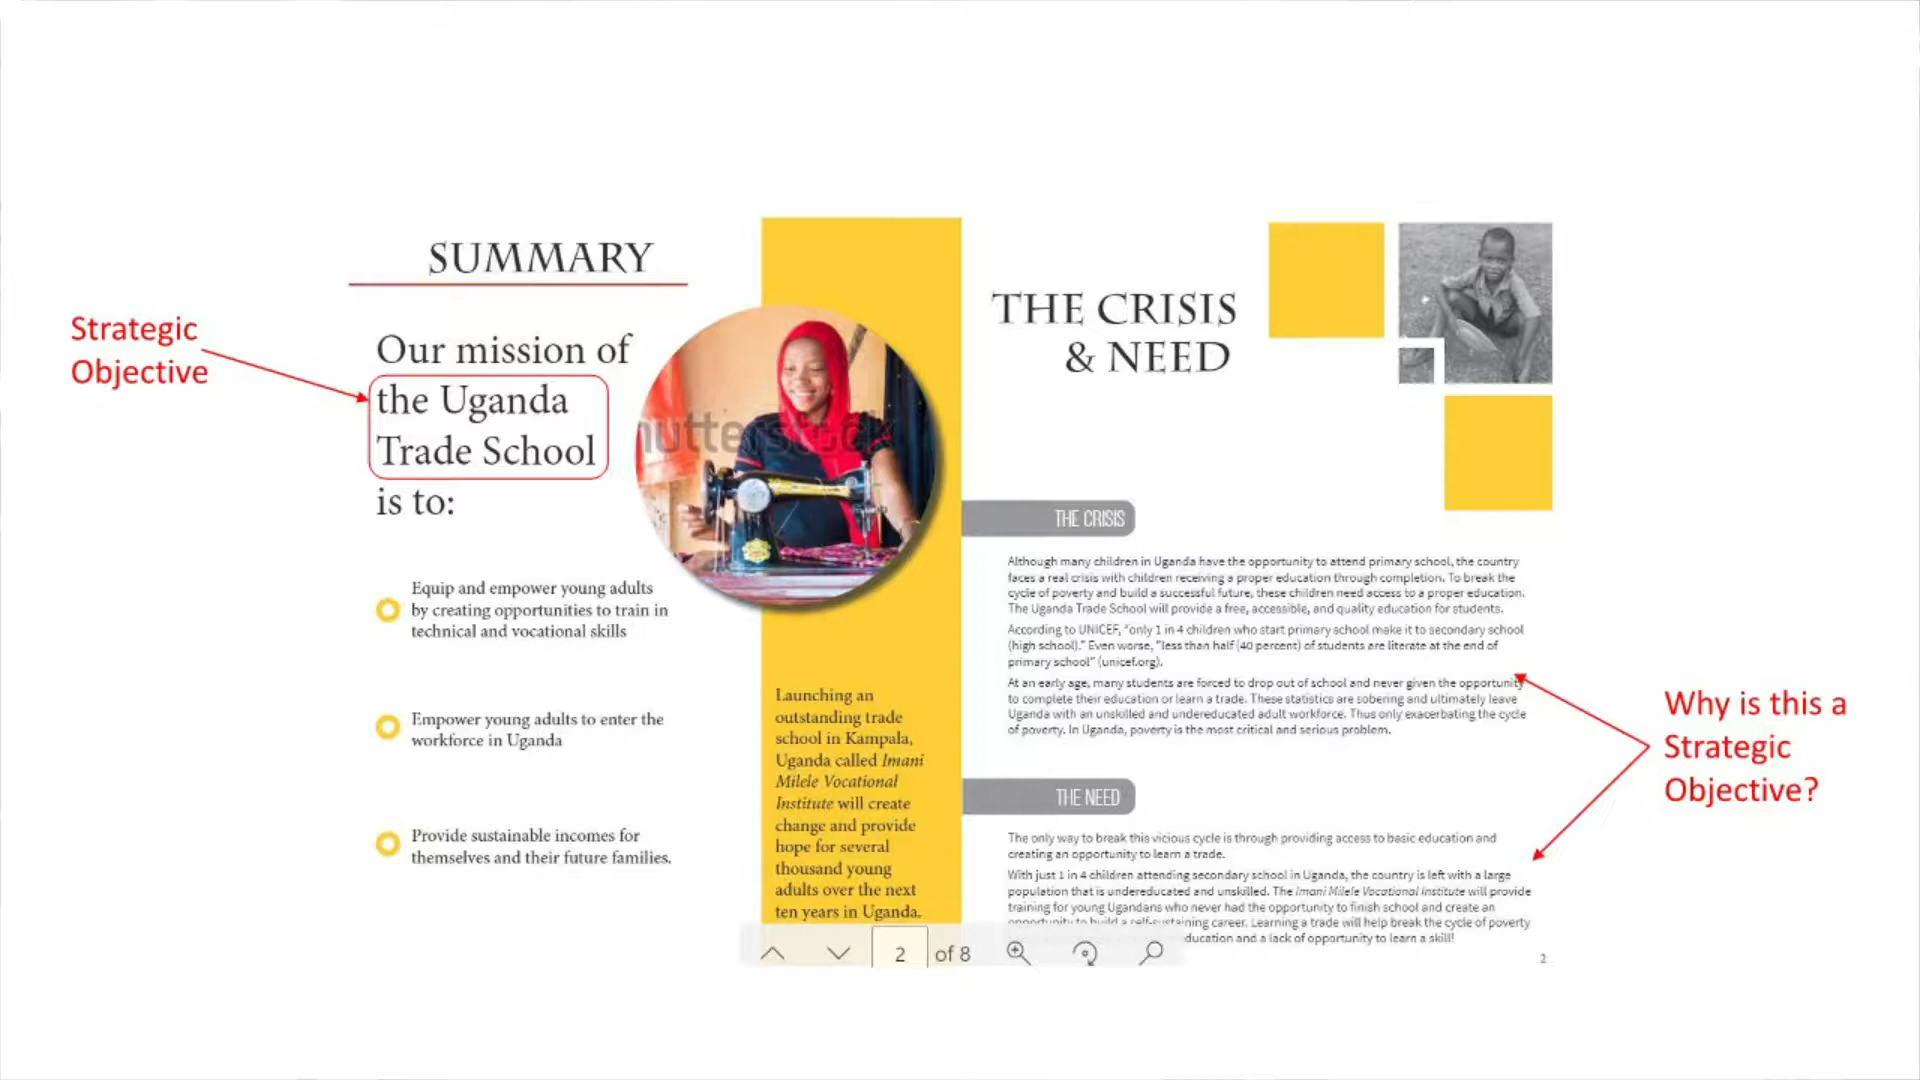 Strategic
Objective
SUMMARY
Our mission of
the Uganda
Trade School
is to:
Equip and empower young adults
by creating opportunities to train in
technical and vocational skills
Empower young adults to enter the
workforce in Uganda
Provide sustainable incomes for
themselves and their future families.
Launching an
outstanding trade
school in Kampala,
Uganda called Imani
Milele Vocational
Institute will create
change and provide
hope for several
thousand young
adults over the next
ten years in Uganda.
THE CRISIS
& NEED
THE CRISIS
Although many children in Uganda have the opportunity to attend primary school, the country
faces a real crisis with children receiving a proper education through completion. To break the
cycle of poverty and build a successful future, these children need access to a proper education.
The Uganda Trade School will provide a free, accessible, and quality education for students.
According to UNICEF, "only 1 in 4 children who start primary school make it to secondary school
(high school)." Even worse, "less than half (40 percent) of students are literate at the end of
primary school" (unicef.org).
At an early age, many students are forced to drop out of school and never given the opportunity
to complete their education or learn a trade. These statistics are sobering and ultimately leave
Uganda with an unskilled and undereducated adult workforce. Thus only exacerbating the cycle
of poverty. In Uganda, poverty is the most critical and serious problem.
THE NEED
The only way to break this vicious cycle is through providing access to basic education and
creating an opportunity to learn a trade.
With just 1 in 4 children attending secondary school in Uganda, the country is left with a large
population that is undereducated and unskilled. The Imani Milele Vocational Institute will provide
training for young Ugandans who never had the opportunity to finish school and create an
opportunity to build a self-sustaining career. Learning a trade will help break the cycle of poverty
education and a lack of opportunity to learn a skill!
2
Why is this a
Strategic
Objective?
2 of 8